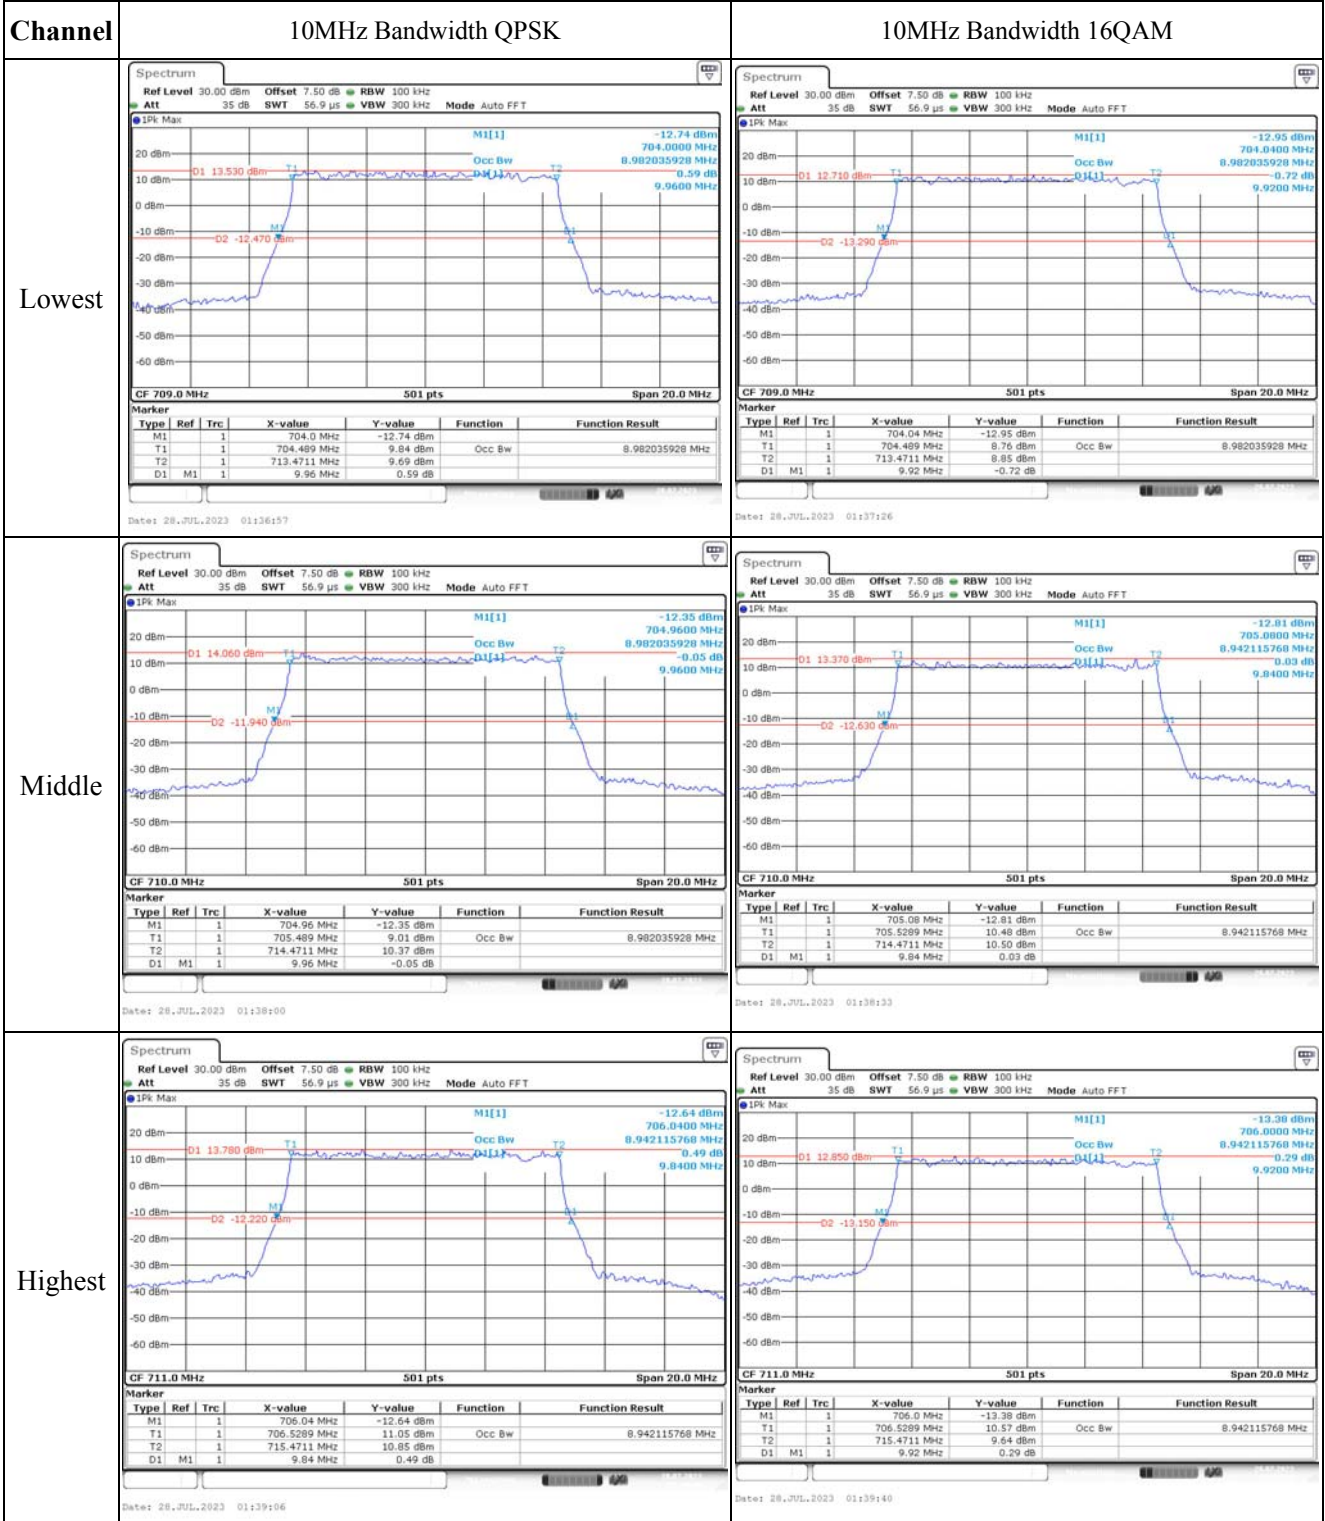 Channel 10MHz Bandwidth QPSK 10MHz Bandwidth 16QAM
Lowest
Spectrum
Ref Level 30.00 dBm Offset 7.50 dB RBW 100 kHz
Att 35 dB SWT 56.9 µs VBW 300 kHz Mode Auto FFT
1Pk Max
M1[1] -12.74 dBm
704.0000 MHz
20 dBm
Occ Bw 8.982035928 MHz
D1 13.530 dBm T1 T2
D1[1] 0.59 dB
10 dBm
9.9600 MHz
0 dBm
M1 D1
-10 dBm
D2 -12.470 dBm
-20 dBm
-30 dBm
-40 dBm
-50 dBm
-60 dBm
CF 709.0 MHz 501 pts Span 20.0 MHz
Marker
Type Ref Trc X-value Y-value Function Function Result
M1 1 704.0 MHz -12.74 dBm
T1 1 704.489 MHz 9.84 dBm Occ Bw 8.982035928 MHz
T2 1 713.4711 MHz 9.69 dBm
D1 M1 1 9.96 MHz 0.59 dB
Date: 28.JUL.2023 01:36:57
Spectrum
Ref Level 30.00 dBm Offset 7.50 dB RBW 100 kHz
Att 35 dB SWT 56.9 µs VBW 300 kHz Mode Auto FFT
1Pk Max
M1[1] -12.95 dBm
704.0400 MHz
20 dBm
Occ Bw 8.982035928 MHz
D1 12.710 dBm T1 T2
D1[1] -0.72 dB
10 dBm
9.9200 MHz
0 dBm
M1 D1
-10 dBm
D2 -13.290 dBm
-20 dBm
-30 dBm
-40 dBm
-50 dBm
-60 dBm
CF 709.0 MHz 501 pts Span 20.0 MHz
Marker
Type Ref Trc X-value Y-value Function Function Result
M1 1 704.04 MHz -12.95 dBm
T1 1 704.489 MHz 8.76 dBm Occ Bw 8.982035928 MHz
T2 1 713.4711 MHz 8.85 dBm
D1 M1 1 9.92 MHz -0.72 dB
Date: 28.JUL.2023 01:37:26
Middle
Spectrum
Ref Level 30.00 dBm Offset 7.50 dB RBW 100 kHz
Att 35 dB SWT 56.9 µs VBW 300 kHz Mode Auto FFT
1Pk Max
M1[1] -12.35 dBm
704.9600 MHz
20 dBm
Occ Bw 8.982035928 MHz
D1 14.060 dBm T1 T2
D1[1] -0.05 dB
10 dBm
9.9600 MHz
0 dBm
M1 D1
-10 dBm
D2 -11.940 dBm
-20 dBm
-30 dBm
-40 dBm
-50 dBm
-60 dBm
CF 710.0 MHz 501 pts Span 20.0 MHz
Marker
Type Ref Trc X-value Y-value Function Function Result
M1 1 704.96 MHz -12.35 dBm
T1 1 705.489 MHz 9.01 dBm Occ Bw 8.982035928 MHz
T2 1 714.4711 MHz 10.37 dBm
D1 M1 1 9.96 MHz -0.05 dB
Date: 28.JUL.2023 01:38:00
Spectrum
Ref Level 30.00 dBm Offset 7.50 dB RBW 100 kHz
Att 35 dB SWT 56.9 µs VBW 300 kHz Mode Auto FFT
1Pk Max
M1[1] -12.81 dBm
705.0800 MHz
20 dBm
Occ Bw 8.942115768 MHz
D1 13.370 dBm T1 T2
D1[1] 0.03 dB
10 dBm
9.8400 MHz
0 dBm
M1 D1
-10 dBm
D2 -12.630 dBm
-20 dBm
-30 dBm
-40 dBm
-50 dBm
-60 dBm
CF 710.0 MHz 501 pts Span 20.0 MHz
Marker
Type Ref Trc X-value Y-value Function Function Result
M1 1 705.08 MHz -12.81 dBm
T1 1 705.5289 MHz 10.48 dBm Occ Bw 8.942115768 MHz
T2 1 714.4711 MHz 10.50 dBm
D1 M1 1 9.84 MHz 0.03 dB
Date: 28.JUL.2023 01:38:33
Highest
Spectrum
Ref Level 30.00 dBm Offset 7.50 dB RBW 100 kHz
Att 35 dB SWT 56.9 µs VBW 300 kHz Mode Auto FFT
1Pk Max
M1[1] -12.64 dBm
706.0400 MHz
20 dBm
Occ Bw 8.942115768 MHz
D1 13.780 dBm T1 T2
D1[1] 0.49 dB
10 dBm
9.8400 MHz
0 dBm
M1 D1
-10 dBm
D2 -12.220 dBm
-20 dBm
-30 dBm
-40 dBm
-50 dBm
-60 dBm
CF 711.0 MHz 501 pts Span 20.0 MHz
Marker
Type Ref Trc X-value Y-value Function Function Result
M1 1 706.04 MHz -12.64 dBm
T1 1 706.5289 MHz 11.05 dBm Occ Bw 8.942115768 MHz
T2 1 715.4711 MHz 10.85 dBm
D1 M1 1 9.84 MHz 0.49 dB
Date: 28.JUL.2023 01:39:06
Spectrum
Ref Level 30.00 dBm Offset 7.50 dB RBW 100 kHz
Att 35 dB SWT 56.9 µs VBW 300 kHz Mode Auto FFT
1Pk Max
M1[1] -13.38 dBm
706.0000 MHz
20 dBm
Occ Bw 8.942115768 MHz
D1 12.850 dBm T1 T2
D1[1] 0.29 dB
10 dBm
9.9200 MHz
0 dBm
M1 D1
-10 dBm
D2 -13.150 dBm
-20 dBm
-30 dBm
-40 dBm
-50 dBm
-60 dBm
CF 711.0 MHz 501 pts Span 20.0 MHz
Marker
Type Ref Trc X-value Y-value Function Function Result
M1 1 706.0 MHz -13.38 dBm
T1 1 706.5289 MHz 10.57 dBm Occ Bw 8.942115768 MHz
T2 1 715.4711 MHz 9.64 dBm
D1 M1 1 9.92 MHz 0.29 dB
Date: 28.JUL.2023 01:39:40